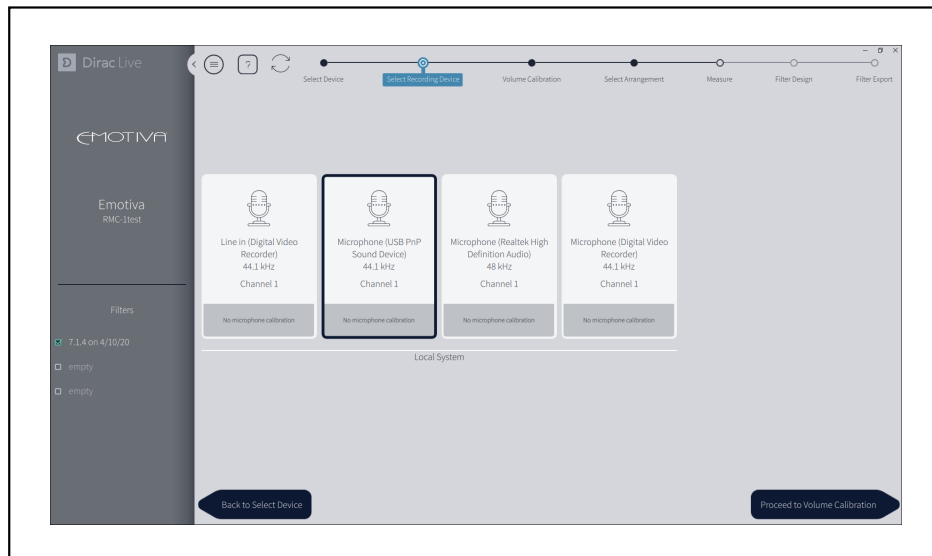 D Dirac Live
?
Select Device
Select Recording Device
Volume Calibration
Select Arrangement
Measure
Filter Design
Filter Export
EMOTIVA
Emotiva
RMC-1test
Filters
7.1.4 on 4/10/20
empty
empty
Line in (Digital Video
Recorder)
44.1 kHz
Channel 1
No microphone calibration
Microphone (USB PnP
Sound Device)
44.1 kHz
Channel 1
No microphone calibration
Microphone (Realtek High
Definition Audio)
48 kHz
Channel 1
No microphone calibration
Microphone (Digital Video
Recorder)
44.1 kHz
Channel 1
No microphone calibration
Local System
Back to Select Device
Proceed to Volume Calibration